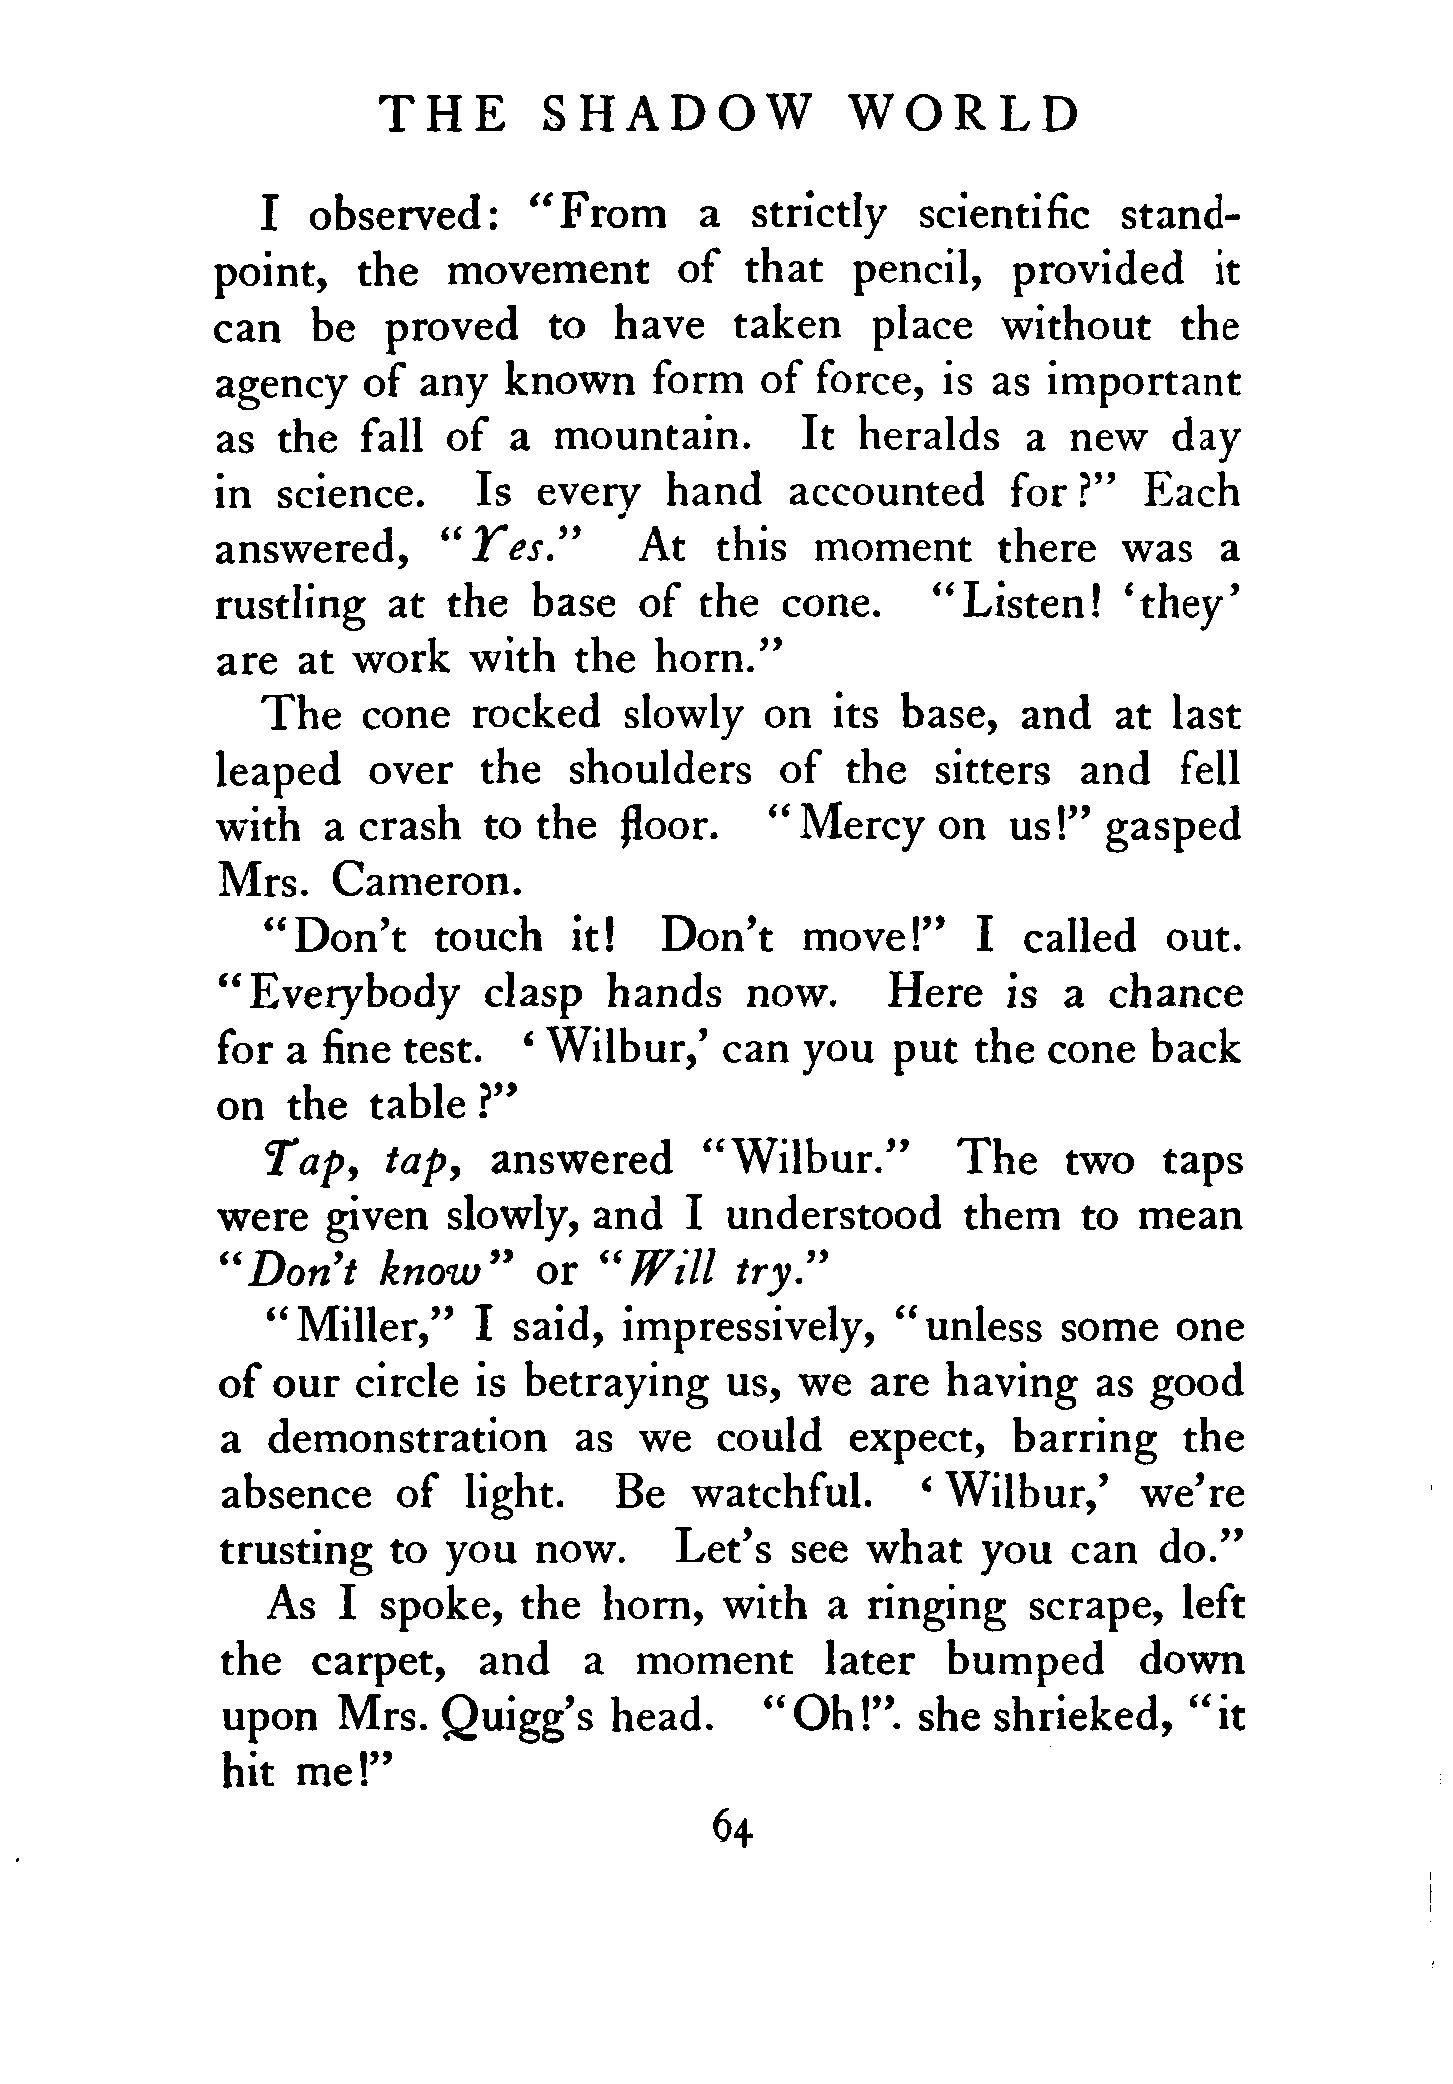 THE SHADOW WORLD
I observed: "From a strictly scientific stand-
point, the movement of that pencil, provided it
can be proved to have taken place without the
agency of any known form of force, is as important
as the fall of a mountain. It heralds a new day
in science. Is every hand accounted for?" Each
answered, "Yes." At this moment there was a
rustling at the base of the cone. "Listen! 'they'
are at work with the horn."
The cone rocked slowly on its base, and at last
leaped over the shoulders of the sitters and fell
with a crash to the floor. "Mercy on us!" gasped
Mrs. Cameron.
"Don't touch it! Don't move!" I called out.
"Everybody clasp hands now. Here is a chance
for a fine test. 'Wilbur,' can you put the cone back
on the table?"
Tap, tap, answered "Wilbur." The two taps
were given slowly, and I understood them to mean
"Don't know" or "Will try."
"Miller," I said, impressively, "unless some one
of our circle is betraying us, we are having as good
a demonstration as we could expect, barring the
absence of light. Be watchful. 'Wilbur,' we're
trusting to you now. Let's see what you can do."
As I spoke, the horn, with a ringing scrape, left
the carpet, and a moment later bumped down
upon Mrs. Quigg's head. "Oh!". she shrieked, "it
hit me!"
64